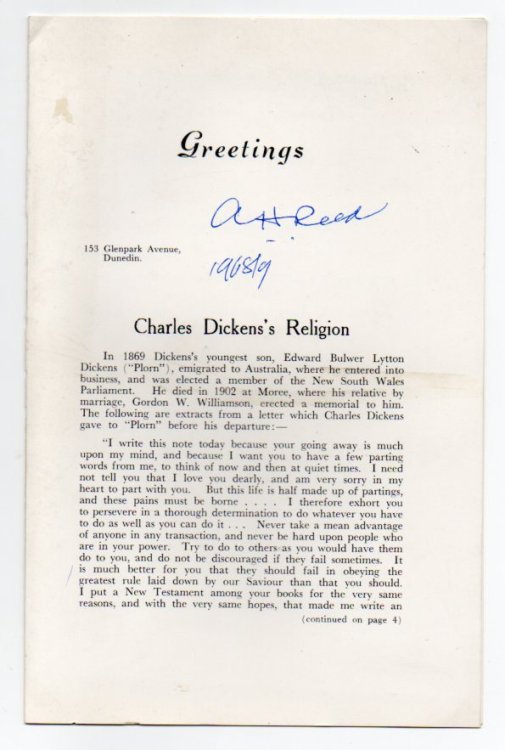 Greetings
A H Reed
153 Glenpark Avenue,
Dunedin.
1968/9
Charles Dickens's Religion
In 1869 Dickens's youngest son, Edward Bulwer Lytton
Dickens ("Plorn"), emigrated to Australia, where he entered into
business, and was elected a member of the New South Wales
Parliament. He died in 1902 at Moree, where his relative by
marriage, Gordon W. Williamson, erected a memorial to him.
The following are extracts from a letter which Charles Dickens
gave to "Plorn" before his departure:—
"I write this note today because your going away is much
upon my mind, and because I want you to have a few parting
words from me, to think of now and then at quiet times. I need
not tell you that I love you dearly, and am very sorry in my
heart to part with you. But this life is half made up of partings,
and these pains must be borne . . . . I therefore exhort you
to persevere in a thorough determination to do whatever you have
to do as well as you can do it . . . Never take a mean advantage
of anyone in any transaction, and never be hard upon people who
are in your power. Try to do to others as you would have them
do to you, and do not be discouraged if they fail sometimes. It
is much better for you that they should fail in obeying the
greatest rule laid down by our Saviour than that you should.
I put a New Testament among your books for the very same
reasons, and with the very same hopes, that made me write an
(continued on page 4)